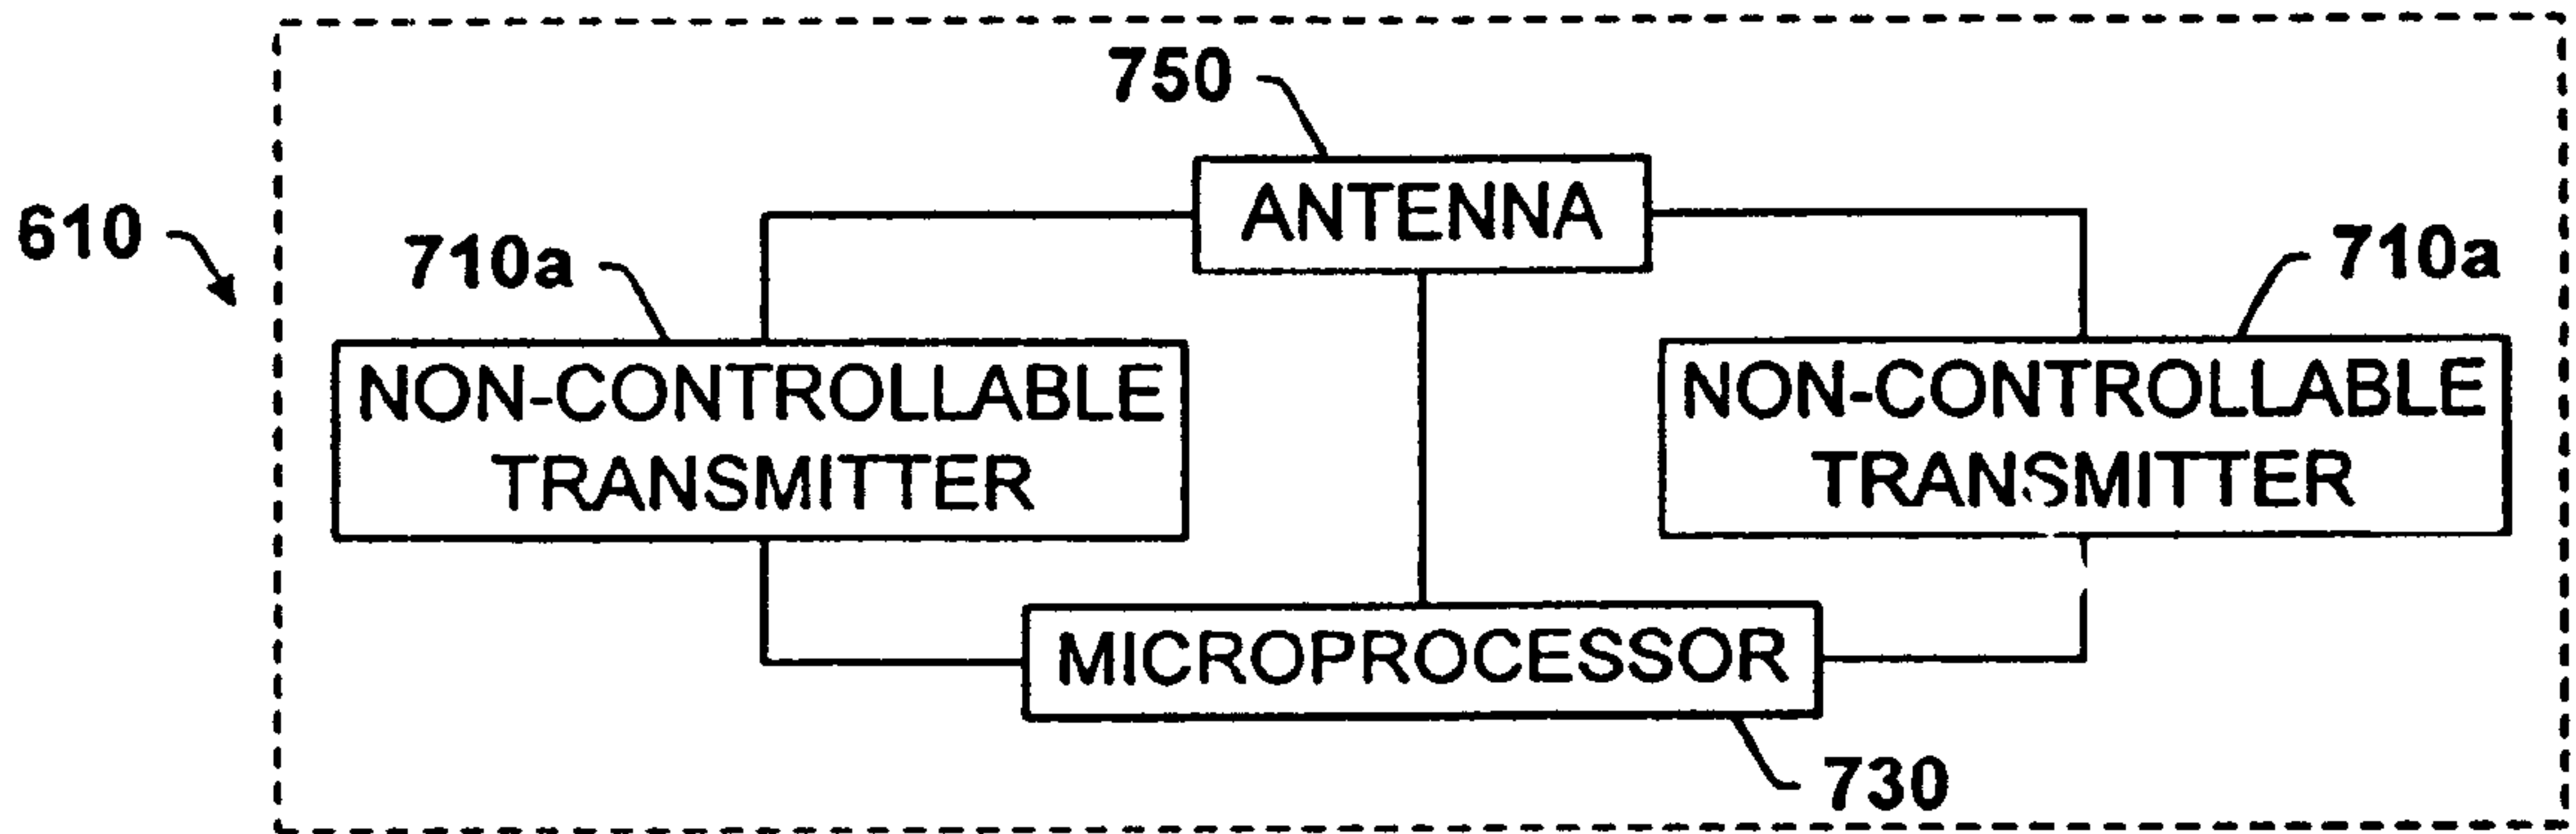 750
ANTENNA
610
710a
710a
NON-CONTROLLABLE
TRANSMITTER
NON-CONTROLLABLE
TRANSMITTER
MICROPROCESSOR
730